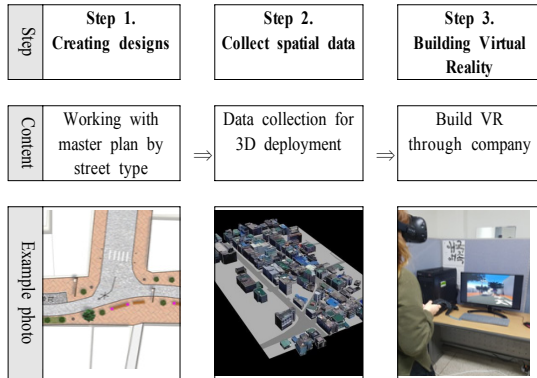 Step
Step 1.
Creating designs
Step 2.
Collect spatial data
Step 3.
Building Virtual
Reality
Content
Working with
master plan by
street type
⇒
Data collection for
3D deployment
⇒
Build VR
through company
Example photo